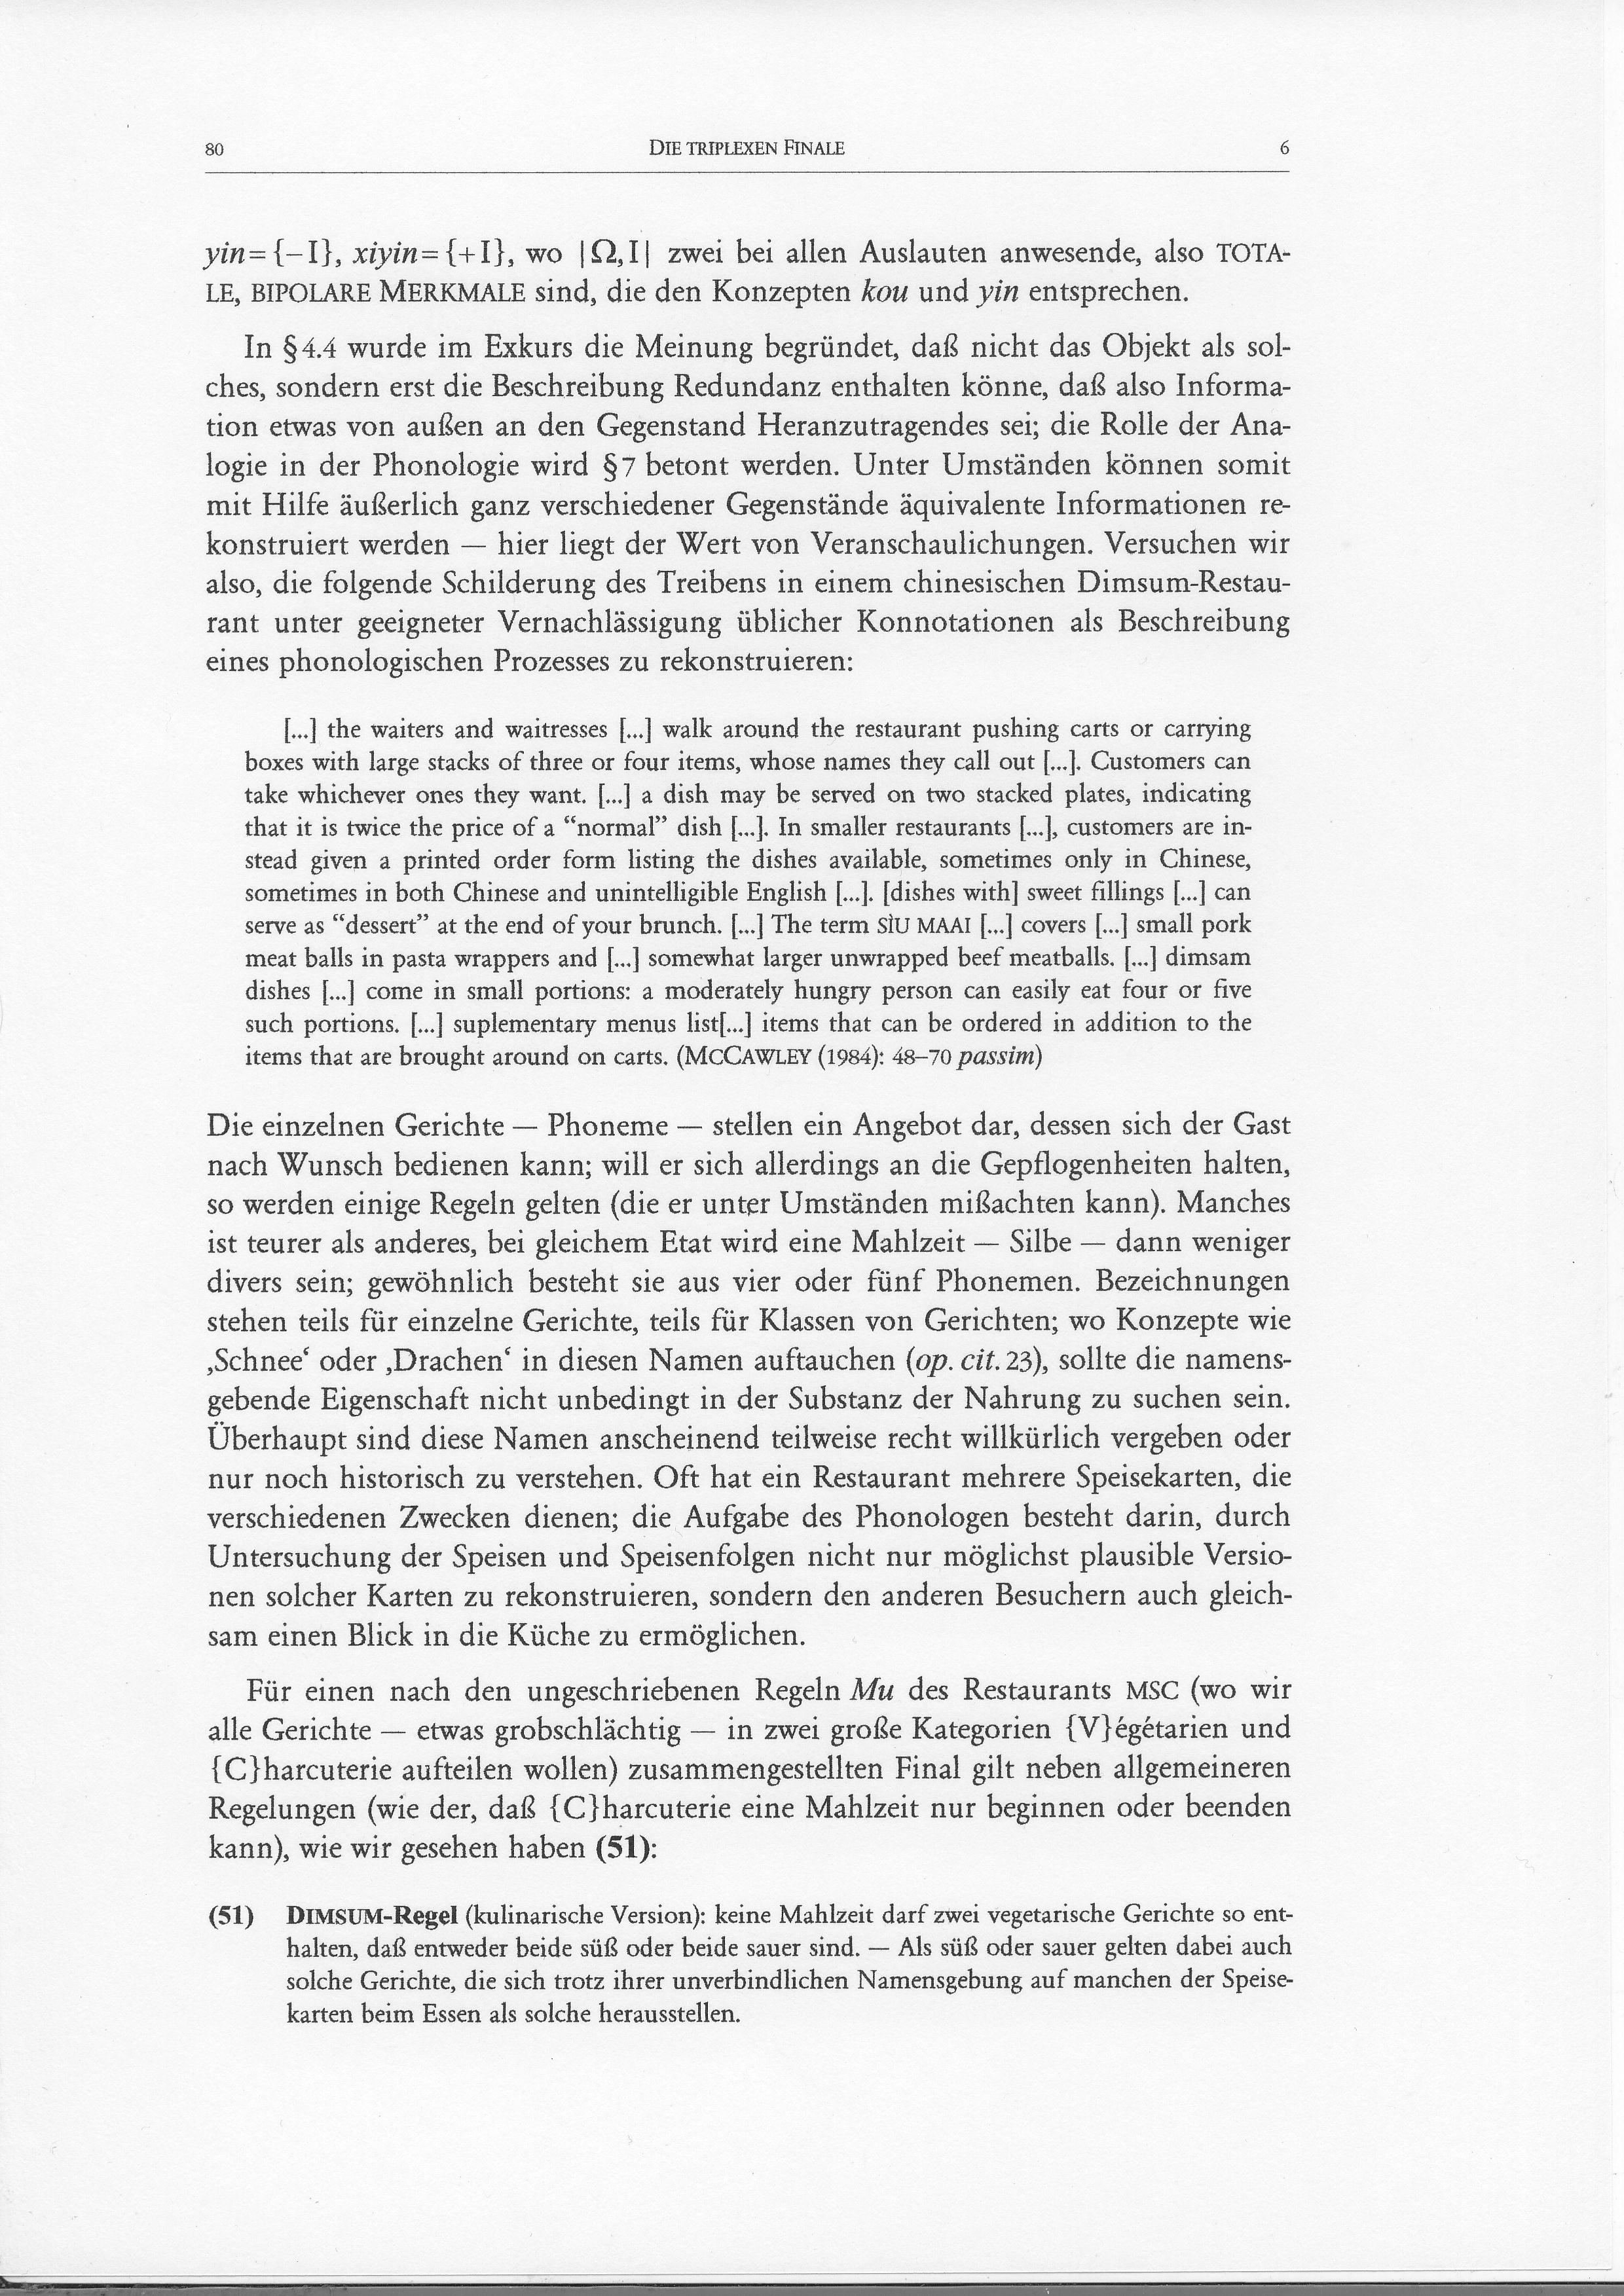 80 DIE TRIPLEXEN FINALE 6
yin={–I}, xiyin={+I}, wo |Ω,I| zwei bei allen Auslauten anwesende, also TOTA-
LE, BIPOLARE MERKMALE sind, die den Konzepten kou und yin entsprechen.
In §4.4 wurde im Exkurs die Meinung begründet, daß nicht das Objekt als sol-
ches, sondern erst die Beschreibung Redundanz enthalten könne, daß also Informa-
tion etwas von außen an den Gegenstand Heranzutragendes sei; die Rolle der Ana-
logie in der Phonologie wird §7 betont werden. Unter Umständen können somit
mit Hilfe äußerlich ganz verschiedener Gegenstände äquivalente Informationen re-
konstruiert werden — hier liegt der Wert von Veranschaulichungen. Versuchen wir
also, die folgende Schilderung des Treibens in einem chinesischen Dimsum-Restau-
rant unter geeigneter Vernachlässigung üblicher Konnotationen als Beschreibung
eines phonologischen Prozesses zu rekonstruieren:
[...] the waiters and waitresses [...] walk around the restaurant pushing carts or carrying
boxes with large stacks of three or four items, whose names they call out [...]. Customers can
take whichever ones they want. [...] a dish may be served on two stacked plates, indicating
that it is twice the price of a “normal” dish [...]. In smaller restaurants [...], customers are in-
stead given a printed order form listing the dishes available, sometimes only in Chinese,
sometimes in both Chinese and unintelligible English [...]. [dishes with] sweet fillings [...] can
serve as “dessert” at the end of your brunch. [...] The term SÌU MAAI [...] covers [...] small pork
meat balls in pasta wrappers and [...] somewhat larger unwrapped beef meatballs. [...] dimsam
dishes [...] come in small portions: a moderately hungry person can easily eat four or five
such portions. [...] suplementary menus list[...] items that can be ordered in addition to the
items that are brought around on carts. (MCCAWLEY (1984): 48–70 passim)
Die einzelnen Gerichte — Phoneme — stellen ein Angebot dar, dessen sich der Gast
nach Wunsch bedienen kann; will er sich allerdings an die Gepflogenheiten halten,
so werden einige Regeln gelten (die er unter Umständen mißachten kann). Manches
ist teurer als anderes, bei gleichem Etat wird eine Mahlzeit — Silbe — dann weniger
divers sein; gewöhnlich besteht sie aus vier oder fünf Phonemen. Bezeichnungen
stehen teils für einzelne Gerichte, teils für Klassen von Gerichten; wo Konzepte wie
‚Schnee‘ oder ‚Drachen‘ in diesen Namen auftauchen (op. cit. 23), sollte die namens-
gebende Eigenschaft nicht unbedingt in der Substanz der Nahrung zu suchen sein.
Überhaupt sind diese Namen anscheinend teilweise recht willkürlich vergeben oder
nur noch historisch zu verstehen. Oft hat ein Restaurant mehrere Speisekarten, die
verschiedenen Zwecken dienen; die Aufgabe des Phonologen besteht darin, durch
Untersuchung der Speisen und Speisenfolgen nicht nur möglichst plausible Versio-
nen solcher Karten zu rekonstruieren, sondern den anderen Besuchern auch gleich-
sam einen Blick in die Küche zu ermöglichen.
Für einen nach den ungeschriebenen Regeln Mu des Restaurants MSC (wo wir
alle Gerichte — etwas grobschlächtig — in zwei große Kategorien {V}égétarien und
{C}harcuterie aufteilen wollen) zusammengestellten Final gilt neben allgemeineren
Regelungen (wie der, daß {C}harcuterie eine Mahlzeit nur beginnen oder beenden
kann), wie wir gesehen haben (51):
(51) DIMSUM-Regel (kulinarische Version): keine Mahlzeit darf zwei vegetarische Gerichte so ent-
halten, daß entweder beide süß oder beide sauer sind. — Als süß oder sauer gelten dabei auch
solche Gerichte, die sich trotz ihrer unverbindlichen Namensgebung auf manchen der Speise-
karten beim Essen als solche herausstellen.